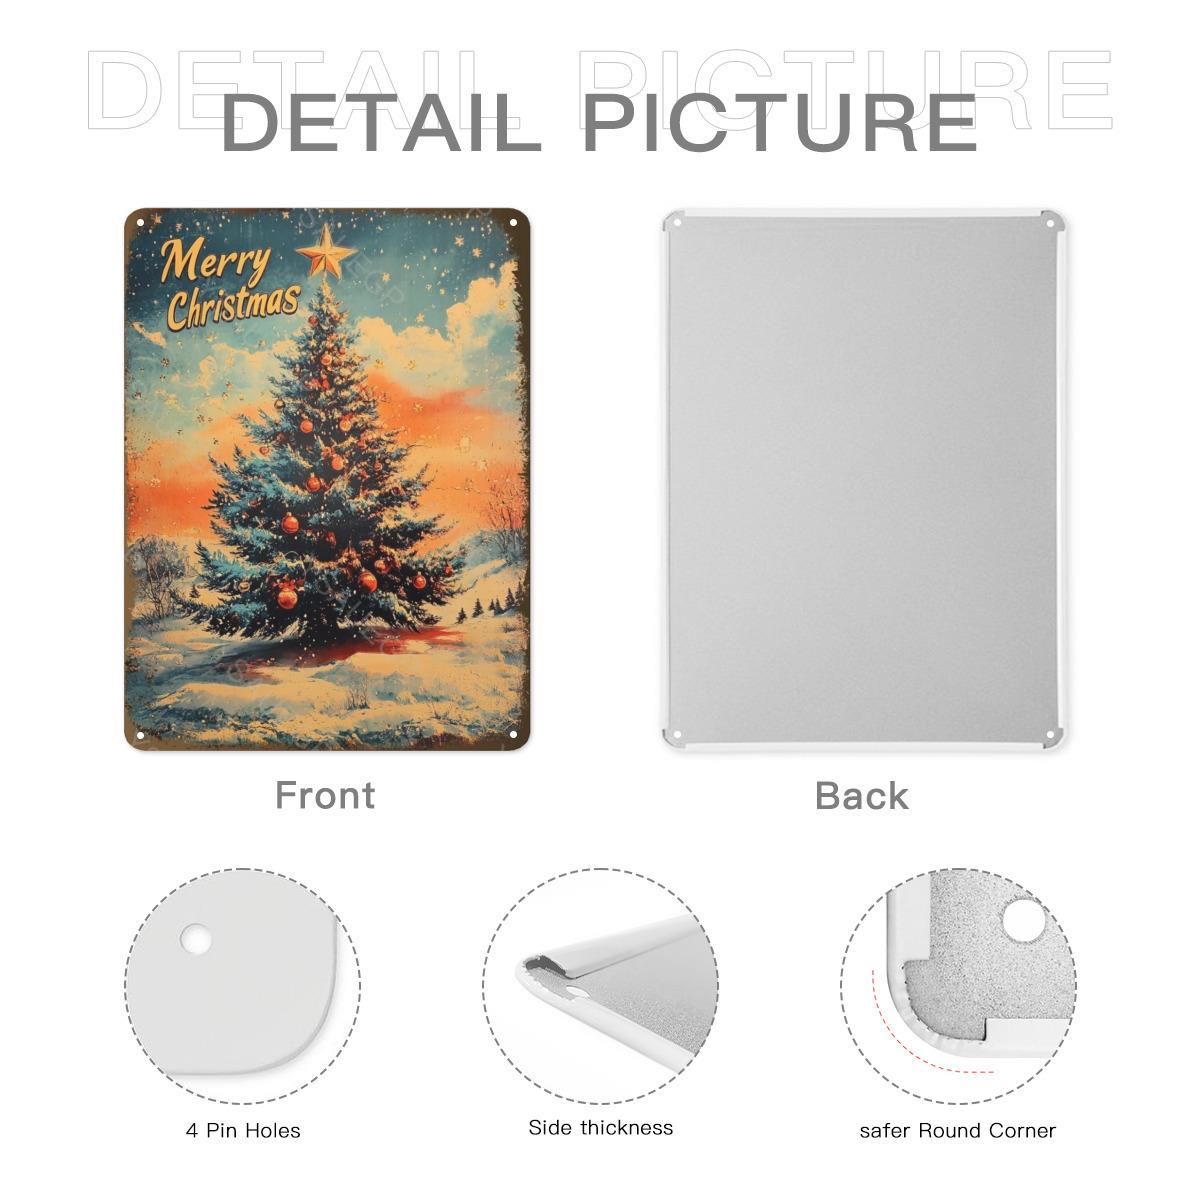 DETAIL PICTURE
DETAIL PICTURE
Merry
Christmas
Front
Back
4 Pin Holes
Side thickness
safer Round Corner